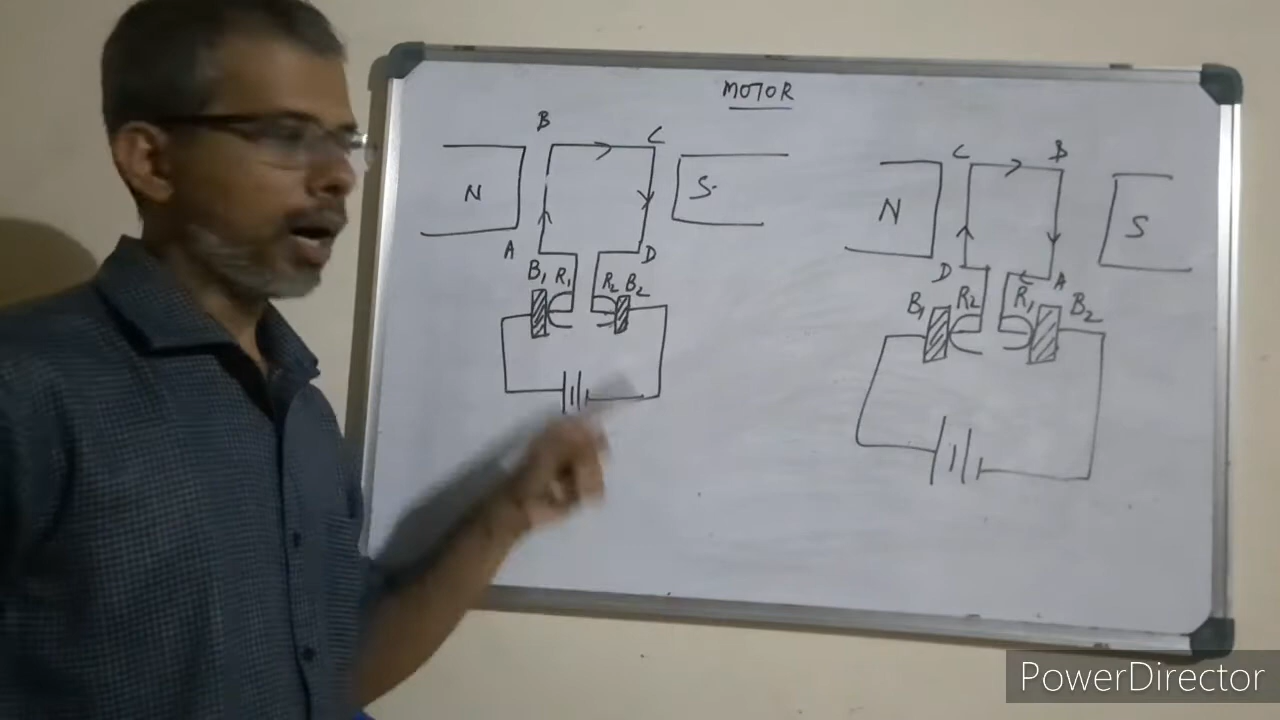 MOTOR
B C
N S
A D
B1 R1 R2 B2
C B
N S
D A
B1 R2 R1 B2
PowerDirector